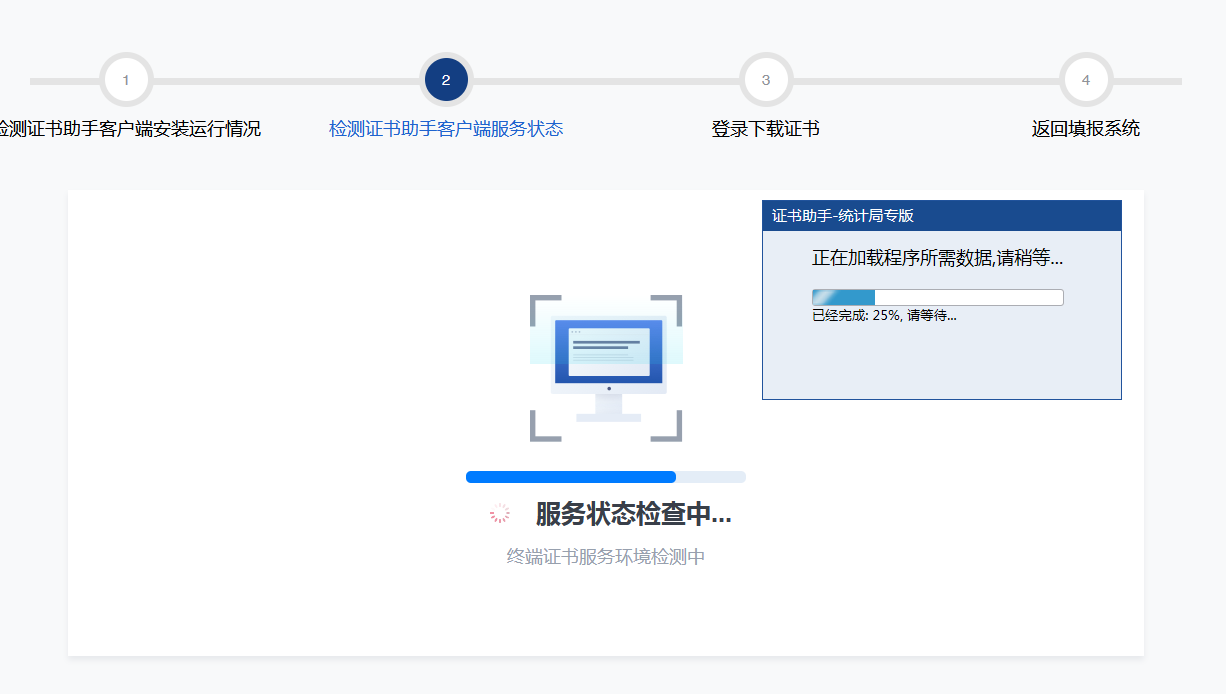 1
2
3
4
检测证书助手客户端安装运行情况
检测证书助手客户端服务状态
登录下载证书
返回填报系统
证书助手-统计局专版
正在加载程序所需数据,请稍等...
已经完成: 25%, 请等待...
服务状态检查中...
终端证书服务环境检测中